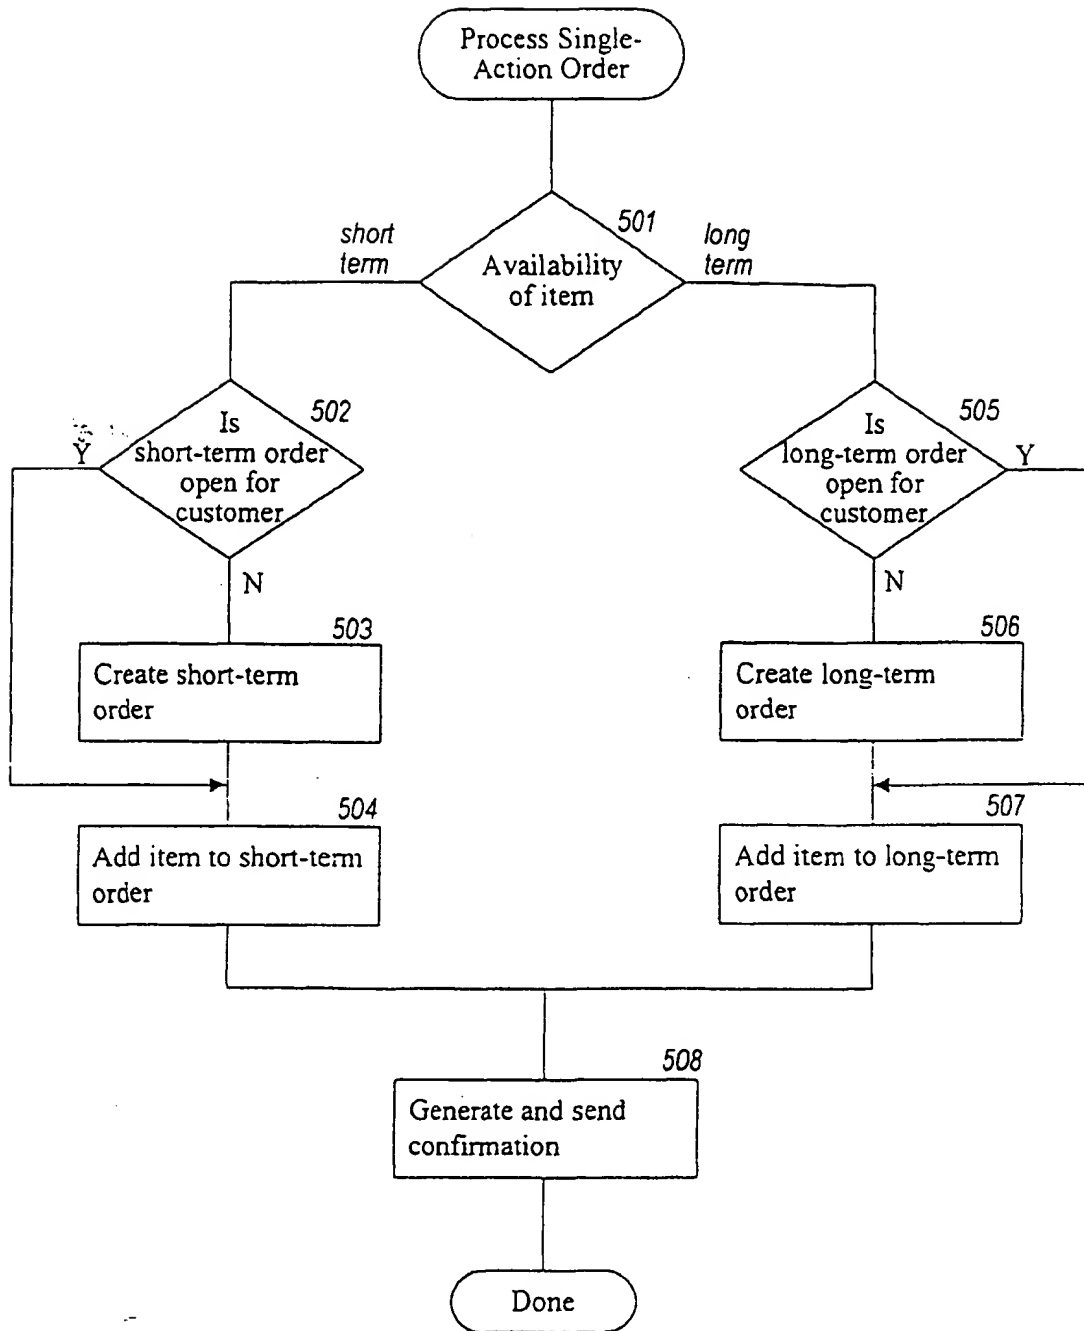 Process Single-
Action Order
501
short
term
long
term
Availability
of item
502
Is
short-term order
open for
customer
Y
N
505
Is
long-term order
open for
customer
Y
N
503
Create short-term
order
506
Create long-term
order
504
Add item to short-term
order
507
Add item to long-term
order
508
Generate and send
confirmation
Done